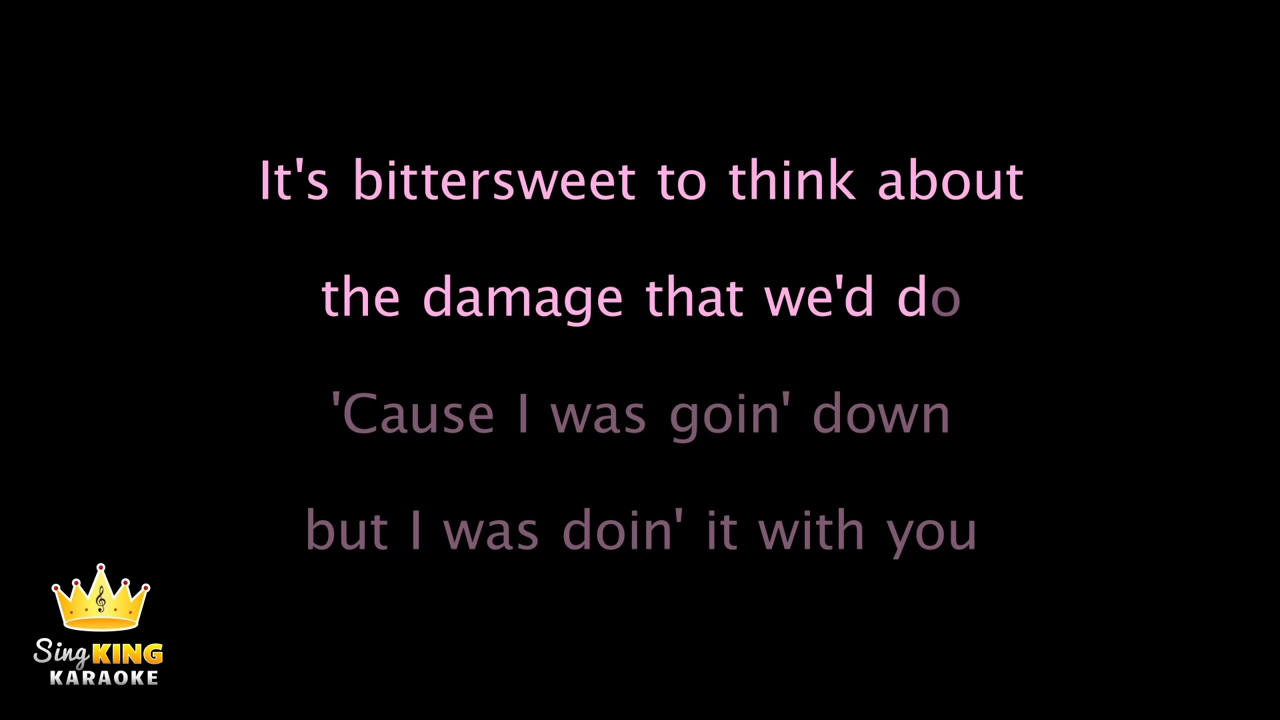 It's bittersweet to think about
the damage that we'd do
'Cause I was goin' down
but I was doin' it with you
Sing KING
KARAOKE